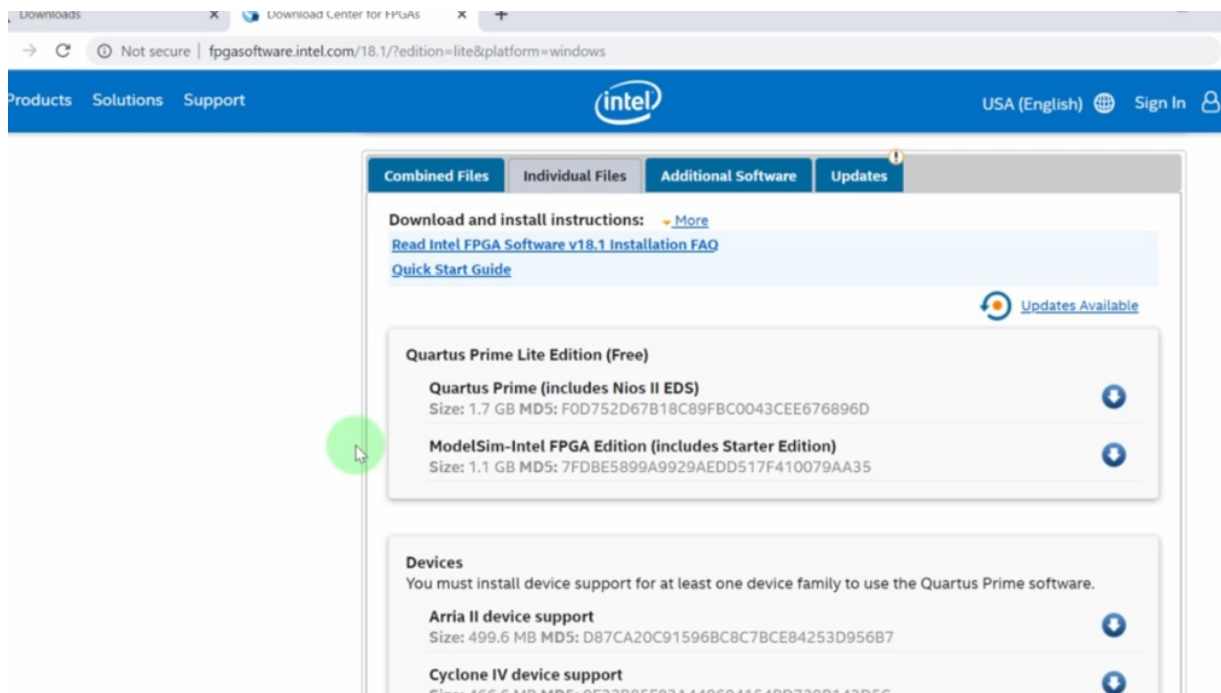 Downloads
Download Center for FPGAs
Not secure | fpgasoftware.intel.com/18.1/?edition=lite&platform=windows
Products Solutions Support
intel
USA (English) Sign In
Combined Files Individual Files Additional Software Updates
Download and install instructions: More
Read Intel FPGA Software v18.1 Installation FAQ
Quick Start Guide
Updates Available
Quartus Prime Lite Edition (Free)
Quartus Prime (includes Nios II EDS)
Size: 1.7 GB MD5: F0D752D67B18C89FBC0043CEE676896D
ModelSim-Intel FPGA Edition (includes Starter Edition)
Size: 1.1 GB MD5: 7FDBE5899A9929AEDD517F410079AA35
Devices
You must install device support for at least one device family to use the Quartus Prime software.
Arria II device support
Size: 499.6 MB MD5: D87CA20C91596BC8C7BCE84253D956B7
Cyclone IV device support